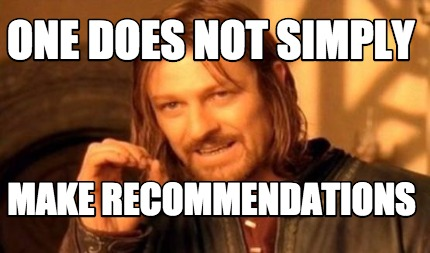 ONE DOES NOT SIMPLY
MAKE RECOMMENDATIONS